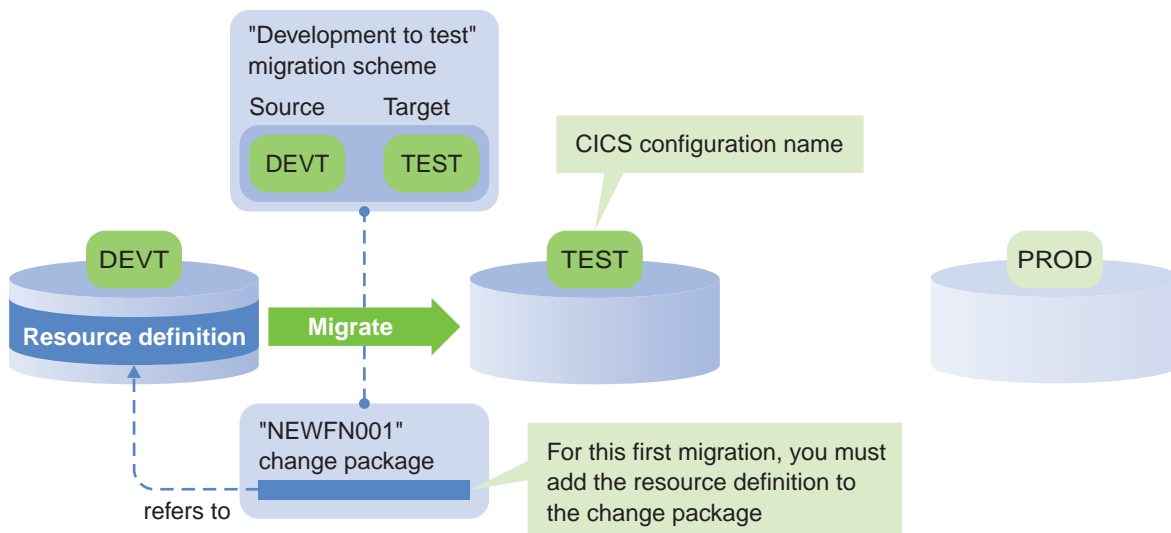 "Development to test"
migration scheme
Source Target
DEVT TEST
CICS configuration name
DEVT
TEST
PROD
Resource definition
Migrate
"NEWFN001"
change package
For this first migration, you must
add the resource definition to
the change package
refers to